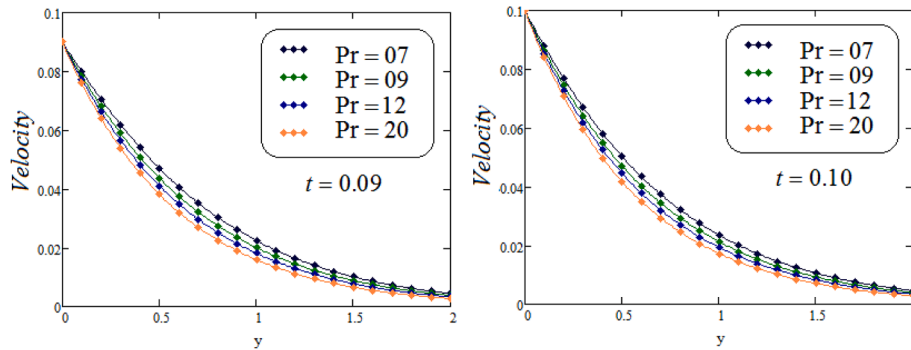 0.1
0.08
0.06
0.04
0.02
0
Velocity
Pr = 07
Pr = 09
Pr = 12
Pr = 20
t = 0.09
0
0.5
1
1.5
2
y
0.1
0.08
0.06
0.04
0.02
0
Velocity
Pr = 07
Pr = 09
Pr = 12
Pr = 20
t = 0.10
0
0.5
1
1.5
y